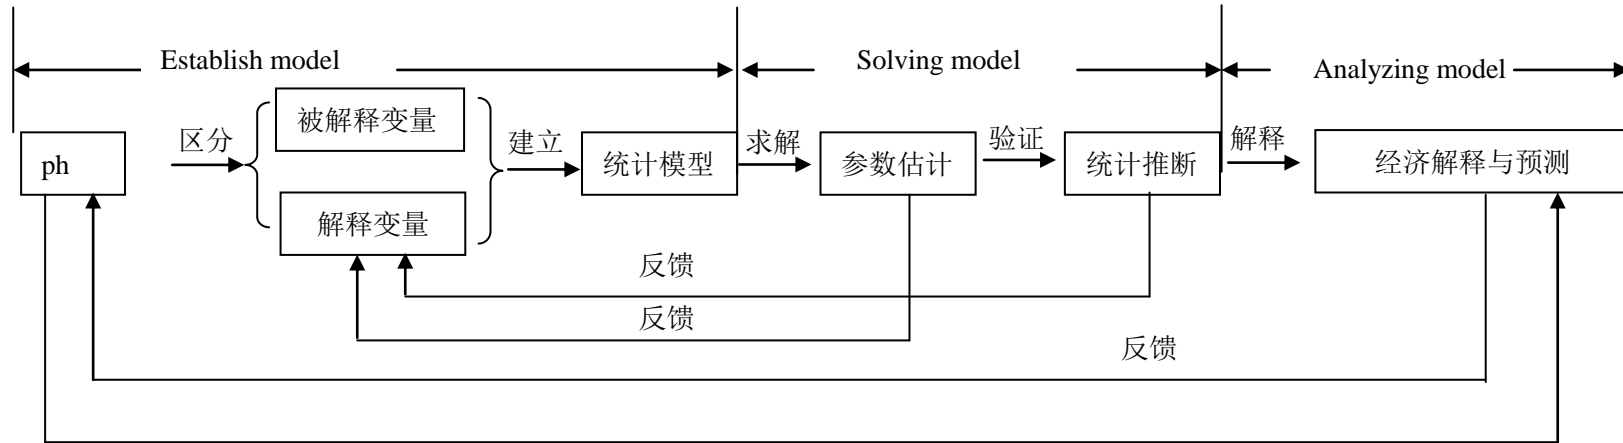 Establish model
Solving model
Analyzing model
ph
区分
被解释变量
解释变量
建立
统计模型
求解
参数估计
验证
统计推断
解释
经济解释与预测
反馈
反馈
反馈